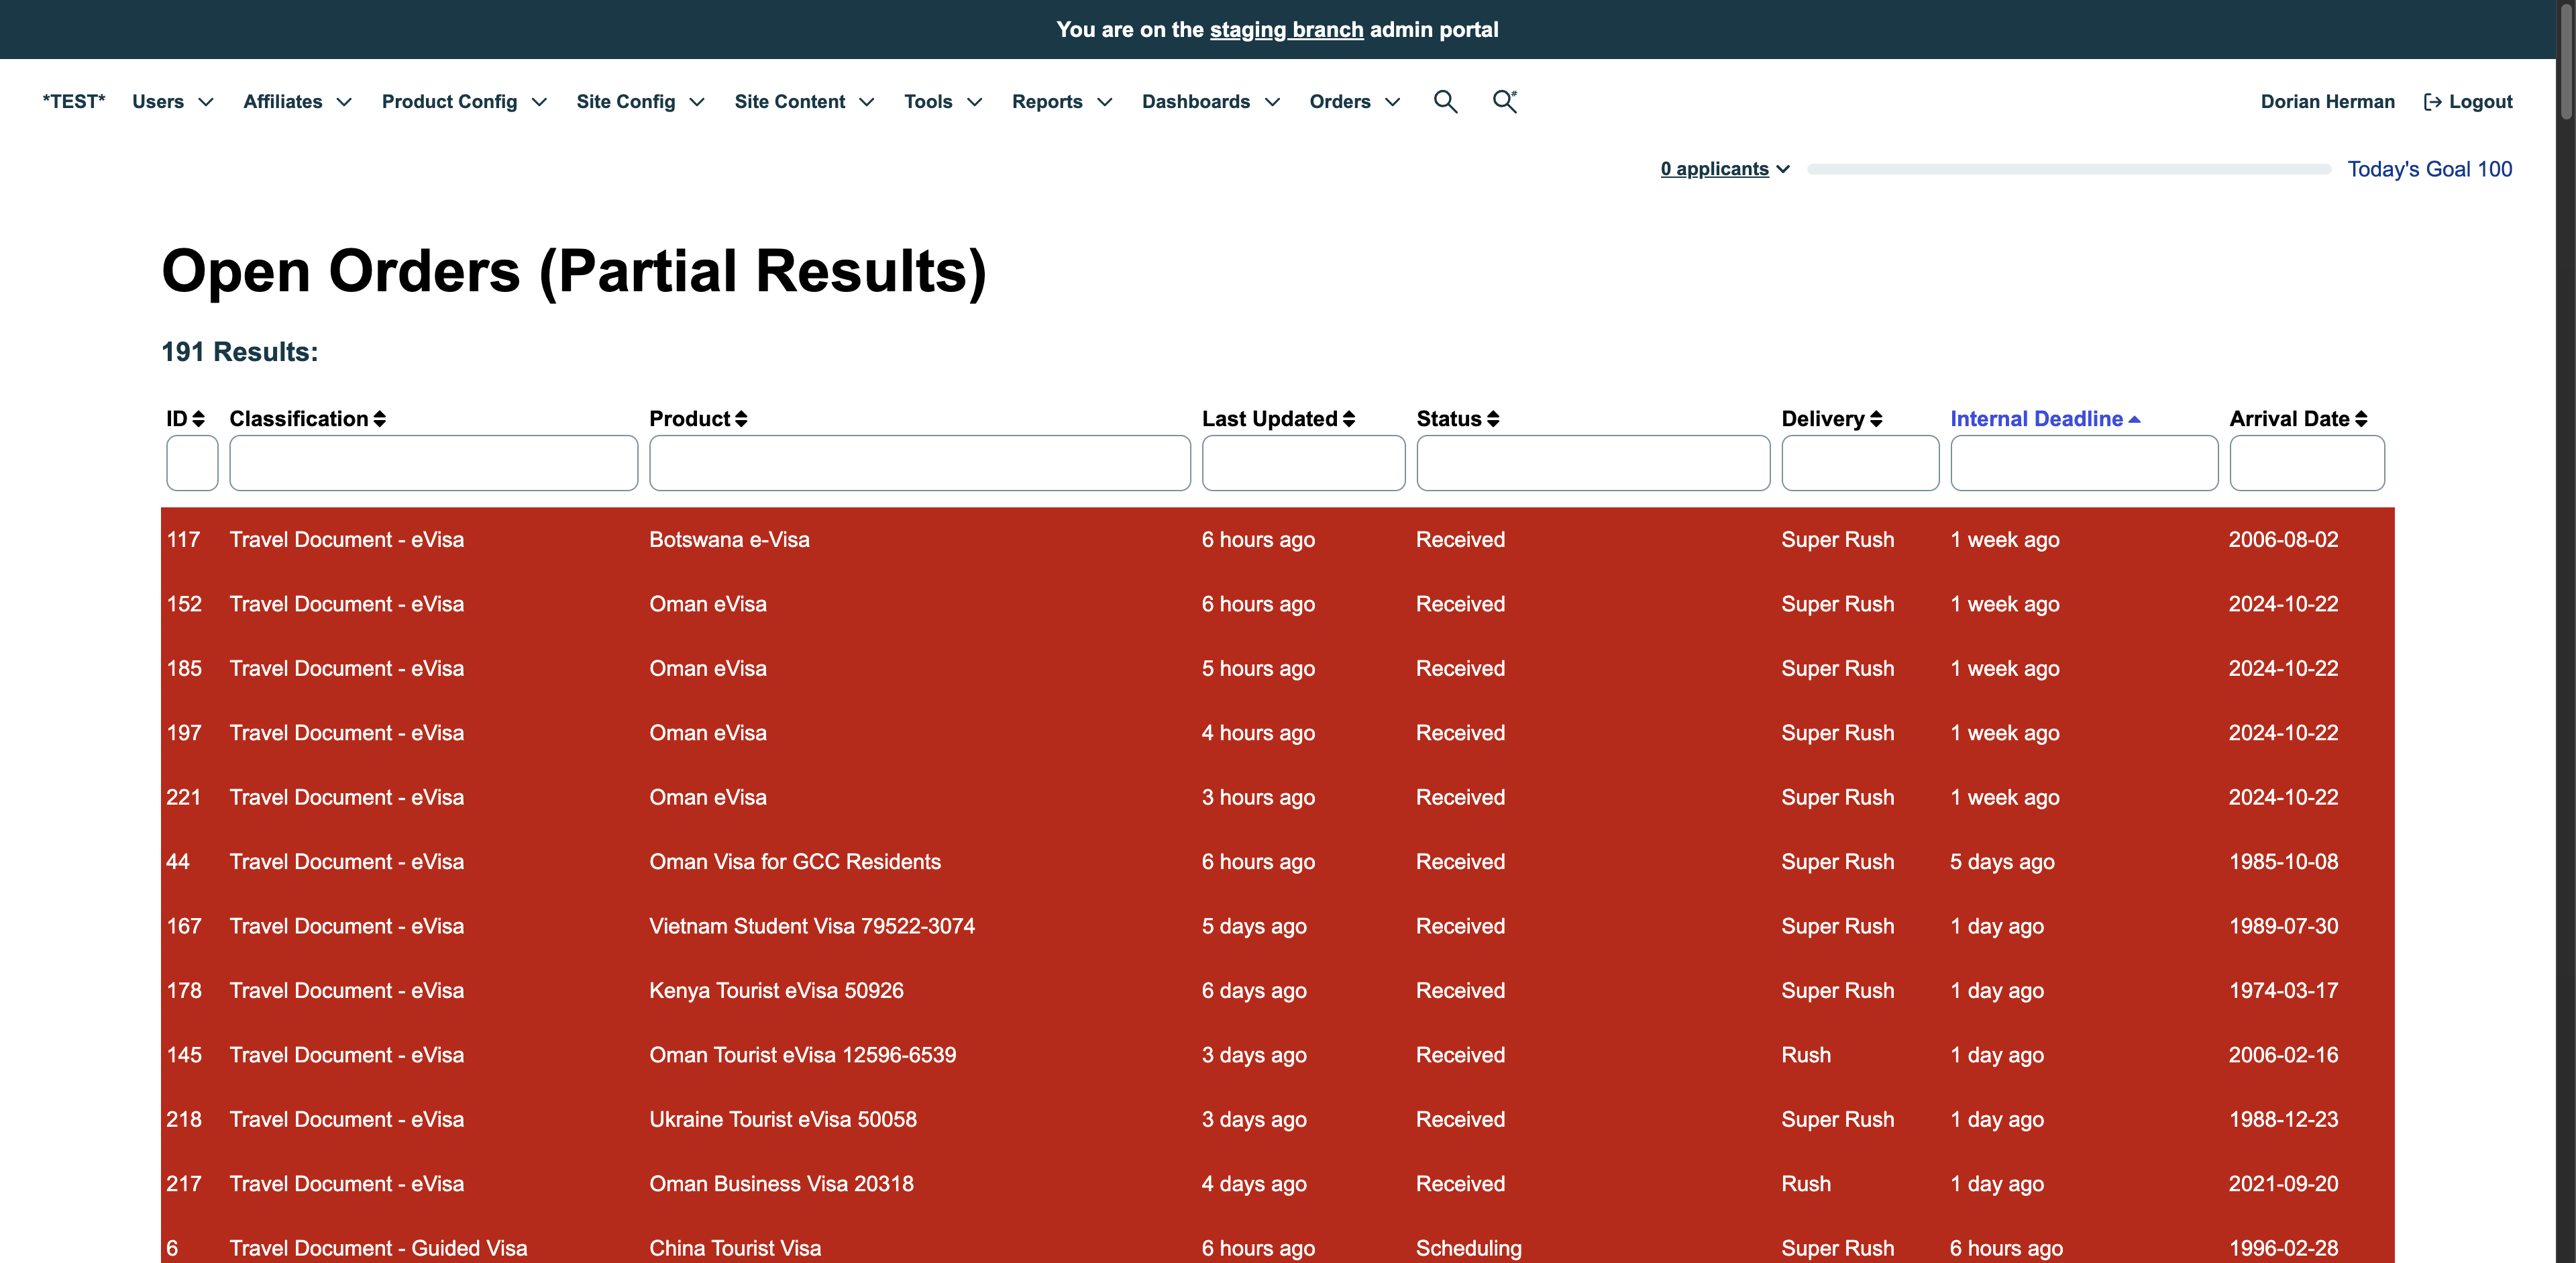 You are on the staging branch admin portal
*TEST* Users Affiliates Product Config Site Config Site Content Tools Reports Dashboards Orders # Dorian Herman Logout
0 applicants Today's Goal 100
Open Orders (Partial Results)
191 Results:
ID Classification Product Last Updated Status Delivery Internal Deadline Arrival Date
117 Travel Document - eVisa Botswana e-Visa 6 hours ago Received Super Rush 1 week ago 2006-08-02
152 Travel Document - eVisa Oman eVisa 6 hours ago Received Super Rush 1 week ago 2024-10-22
185 Travel Document - eVisa Oman eVisa 5 hours ago Received Super Rush 1 week ago 2024-10-22
197 Travel Document - eVisa Oman eVisa 4 hours ago Received Super Rush 1 week ago 2024-10-22
221 Travel Document - eVisa Oman eVisa 3 hours ago Received Super Rush 1 week ago 2024-10-22
44 Travel Document - eVisa Oman Visa for GCC Residents 6 hours ago Received Super Rush 5 days ago 1985-10-08
167 Travel Document - eVisa Vietnam Student Visa 79522-3074 5 days ago Received Super Rush 1 day ago 1989-07-30
178 Travel Document - eVisa Kenya Tourist eVisa 50926 6 days ago Received Super Rush 1 day ago 1974-03-17
145 Travel Document - eVisa Oman Tourist eVisa 12596-6539 3 days ago Received Rush 1 day ago 2006-02-16
218 Travel Document - eVisa Ukraine Tourist eVisa 50058 3 days ago Received Super Rush 1 day ago 1988-12-23
217 Travel Document - eVisa Oman Business Visa 20318 4 days ago Received Rush 1 day ago 2021-09-20
6 Travel Document - Guided Visa China Tourist Visa 6 hours ago Scheduling Super Rush 6 hours ago 1996-02-28